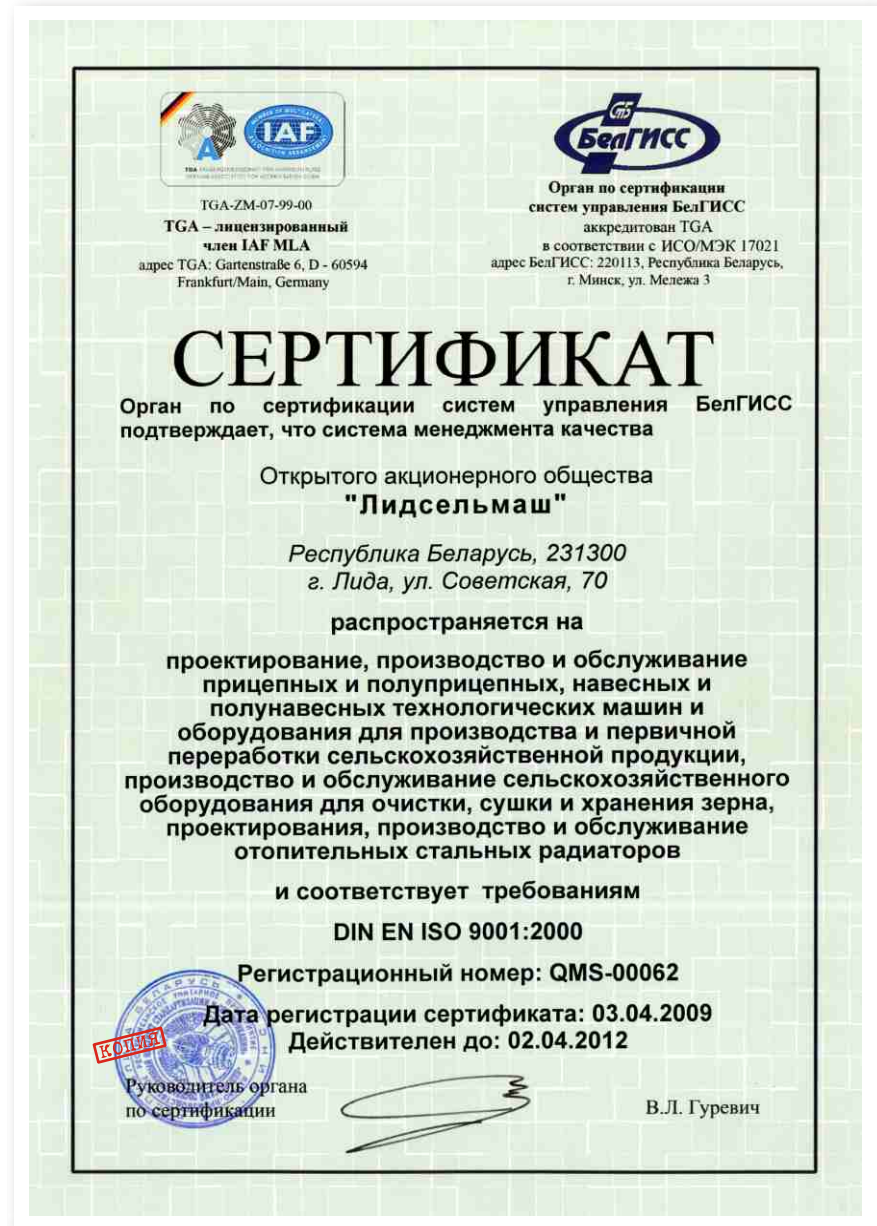 IAF
TGA-ZM-07-99-00
TGA – лицензированный
член IAF MLA
адрес TGA: Gartenstraße 6, D - 60594
Frankfurt/Main, Germany
БелГИСС
Орган по сертификации
систем управления БелГИСС
аккредитован TGA
в соответствии с ИСО/МЭК 17021
адрес БелГИСС: 220113, Республика Беларусь,
г. Минск, ул. Мележа 3
СЕРТИФИКАТ
Орган по сертификации систем управления БелГИСС
подтверждает, что система менеджмента качества
Открытого акционерного общества
"Лидсельмаш"
Республика Беларусь, 231300
г. Лида, ул. Советская, 70
распространяется на
проектирование, производство и обслуживание
прицепных и полуприцепных, навесных и
полунавесных технологических машин и
оборудования для производства и первичной
переработки сельскохозяйственной продукции,
производство и обслуживание сельскохозяйственного
оборудования для очистки, сушки и хранения зерна,
проектирования, производство и обслуживание
отопительных стальных радиаторов
и соответствует требованиям
DIN EN ISO 9001:2000
Регистрационный номер: QMS-00062
Дата регистрации сертификата: 03.04.2009
Действителен до: 02.04.2012
КОПИЯ
Руководитель органа
по сертификации
В.Л. Гуревич